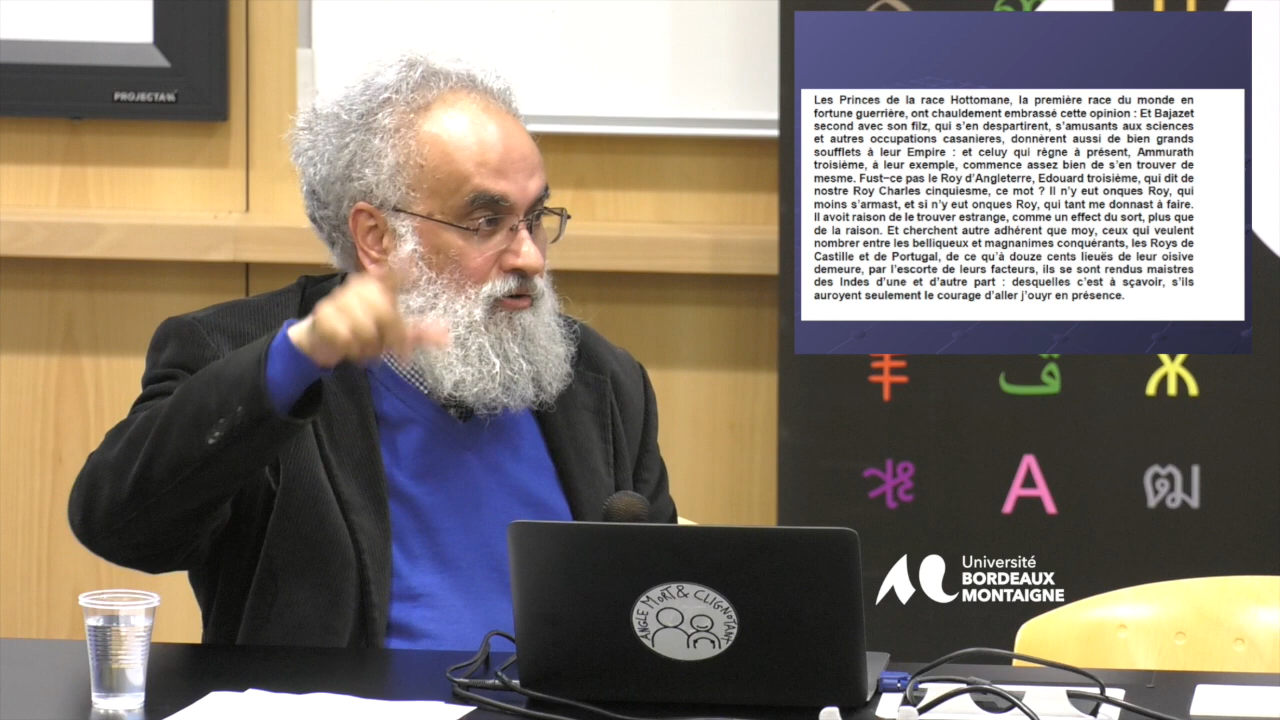 PROJECTA
Les Princes de la race Hottomane, la première race du monde en
fortune guerrière, ont chauldement embrassé cette opinion : Et Bajazet
second avec son filz, qui s'en despartirent, s'amusants aux sciences
et autres occupations casanieres, donnèrent aussi de bien grands
soufflets à leur Empire : et celuy qui règne à présent, Ammurath
troisième, à leur exemple, commence assez bien de s'en trouver de
mesme. Fust−ce pas le Roy d'Angleterre, Edouard troisième, qui dit de
nostre Roy Charles cinquiesme, ce mot ? Il n'y eut onques Roy, qui
moins s'armast, et si n'y eut onques Roy, qui tant me donnast à faire.
Il avoit raison de le trouver estrange, comme un effect du sort, plus que
de la raison. Et cherchent autre adhérent que moy, ceux qui veulent
nombrer entre les belliqueux et magnanimes conquérants, les Roys de
Castille et de Portugal, de ce qu'à douze cents lieuës de leur oisive
demeure, par l'escorte de leurs facteurs, ils se sont rendus maistres
des Indes d'une et d'autre part : desquelles c'est à sçavoir, s'ils
auroyent seulement le courage d'aller j'ouyr en présence.
ڨ Ѫ
A ฒ
Université
BORDEAUX
MONTAIGNE
ANGLE MORT & CLIGNOTANT